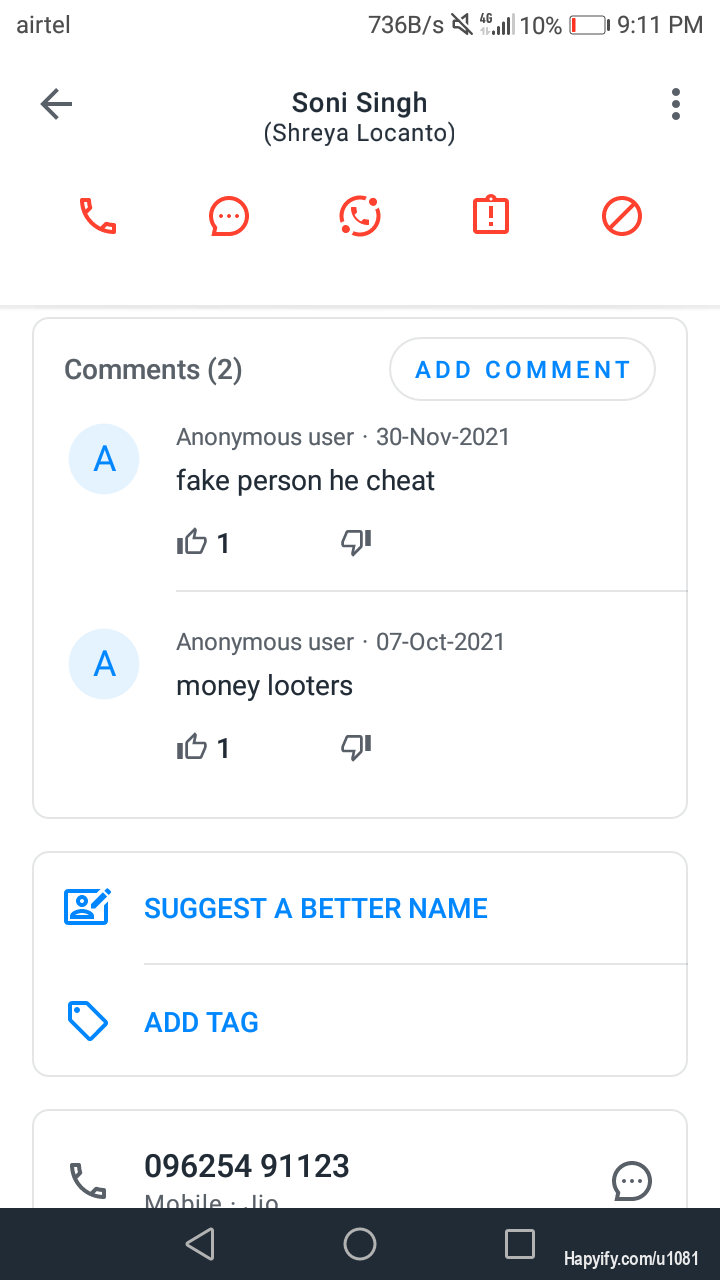 airtel
736B/s 4G 10% 9:11 PM
Soni Singh
(Shreya Locanto)
Comments (2)
ADD COMMENT
A
Anonymous user · 30-Nov-2021
fake person he cheat
1
A
Anonymous user · 07-Oct-2021
money looters
1
SUGGEST A BETTER NAME
ADD TAG
096254 91123
Mobile · Jio
Hapyify.com/u1081